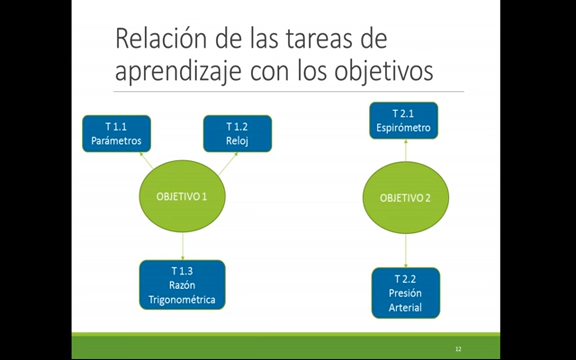 Relación de las tareas de
aprendizaje con los objetivos
T 1.1
Parámetros
T 1.2
Reloj
OBJETIVO 1
T 1.3
Razón
Trigonométrica
T 2.1
Espirómetro
OBJETIVO 2
T 2.2
Presión
Arterial
12